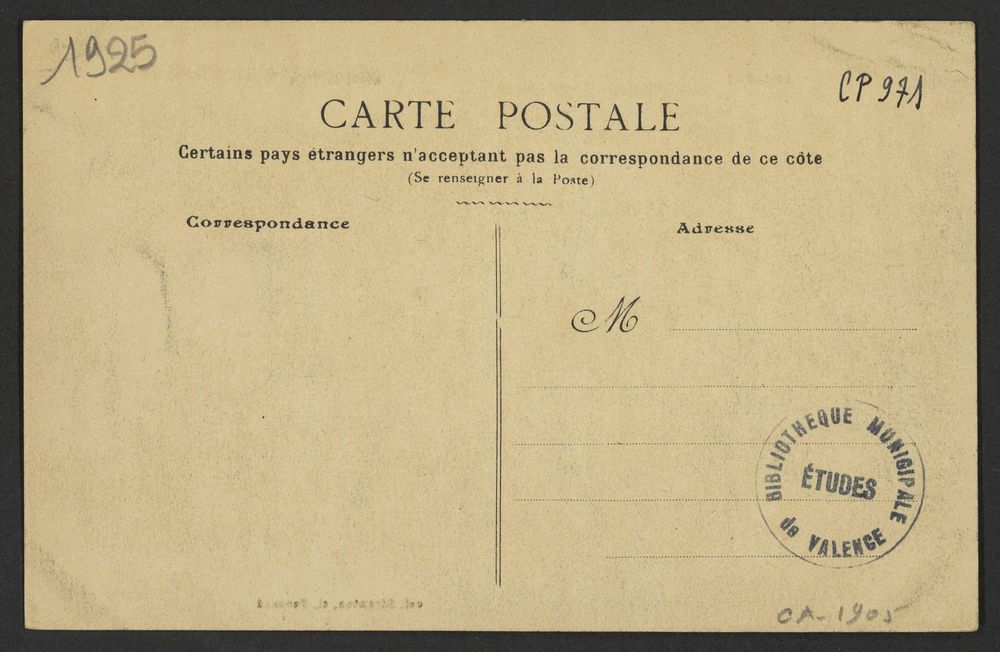 1925
CP 971
CARTE POSTALE
Certains pays étrangers n'acceptant pas la correspondance de ce côte
(Se renseigner à la Poste)
Correspondance
Adresse
M
BIBLIOTHEQUE MUNICIPALE
ÉTUDES
de VALENCE
CA-1905